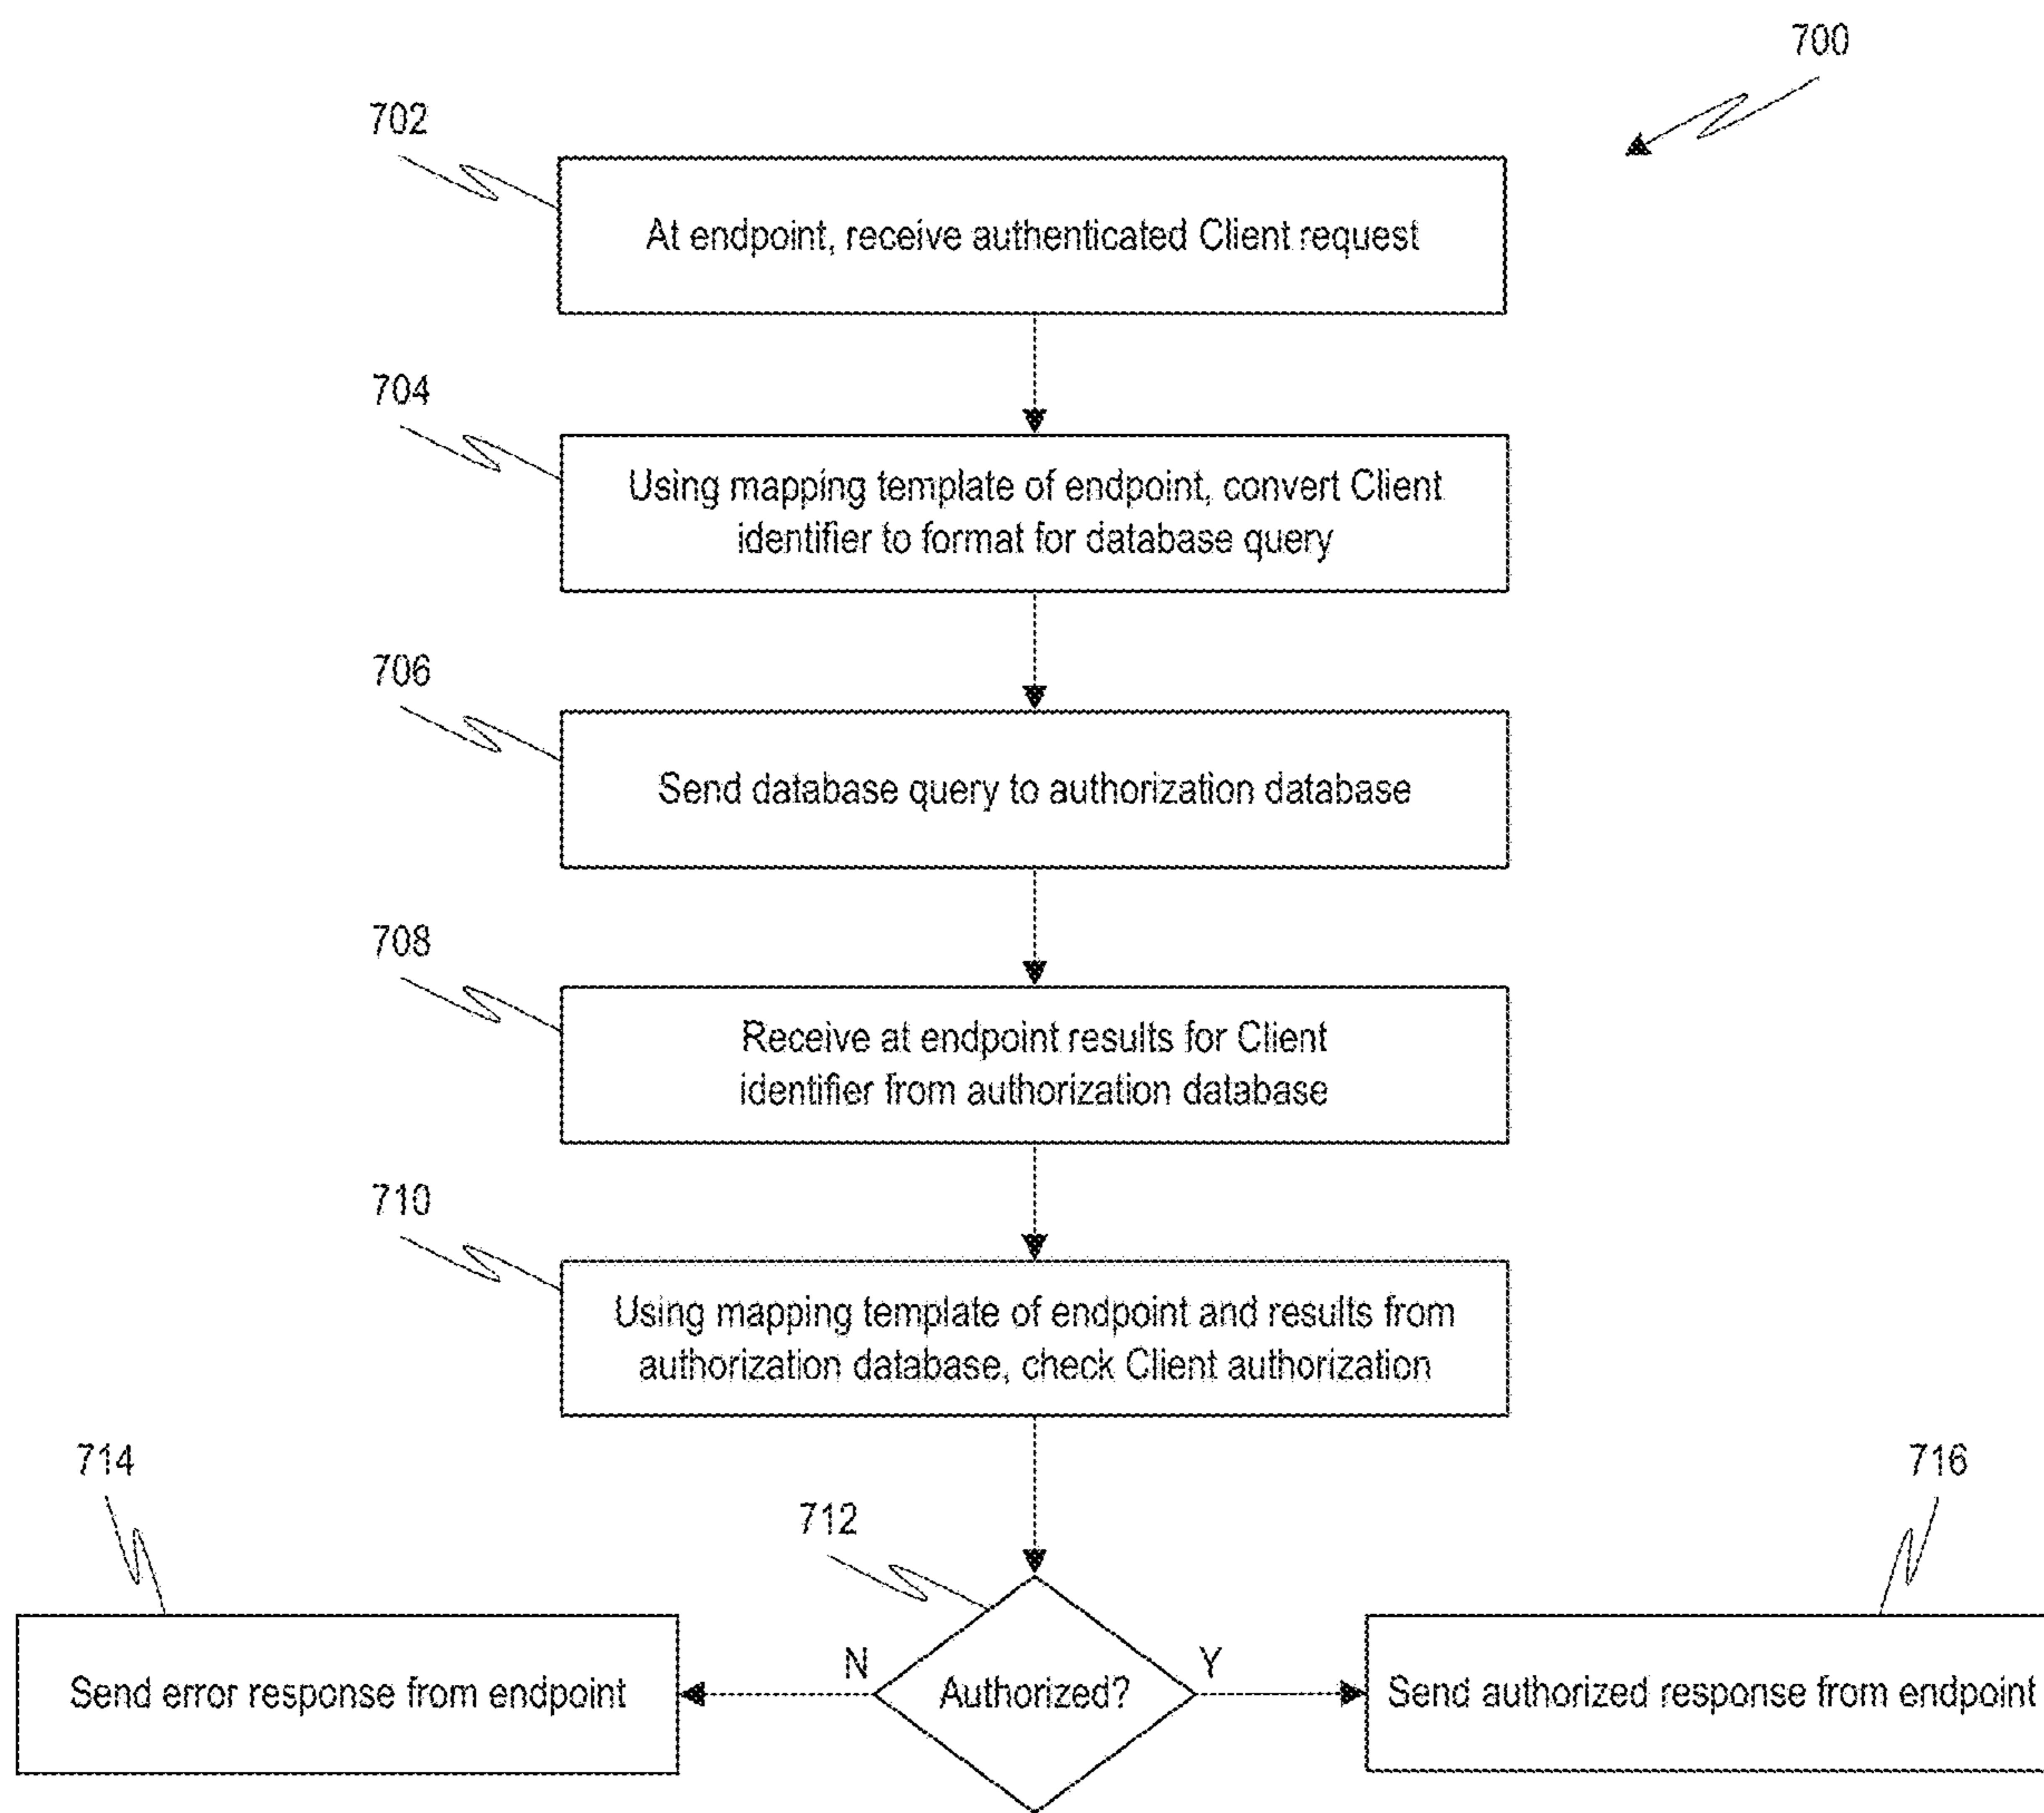 700
702
At endpoint, receive authenticated Client request
704
Using mapping template of endpoint, convert Client
identifier to format for database query
706
Send database query to authorization database
708
Receive at endpoint results for Client
identifier from authorization database
710
Using mapping template of endpoint and results from
authorization database, check Client authorization
714
712
716
Send error response from endpoint
N
Authorized?
Y
Send authorized response from endpoint